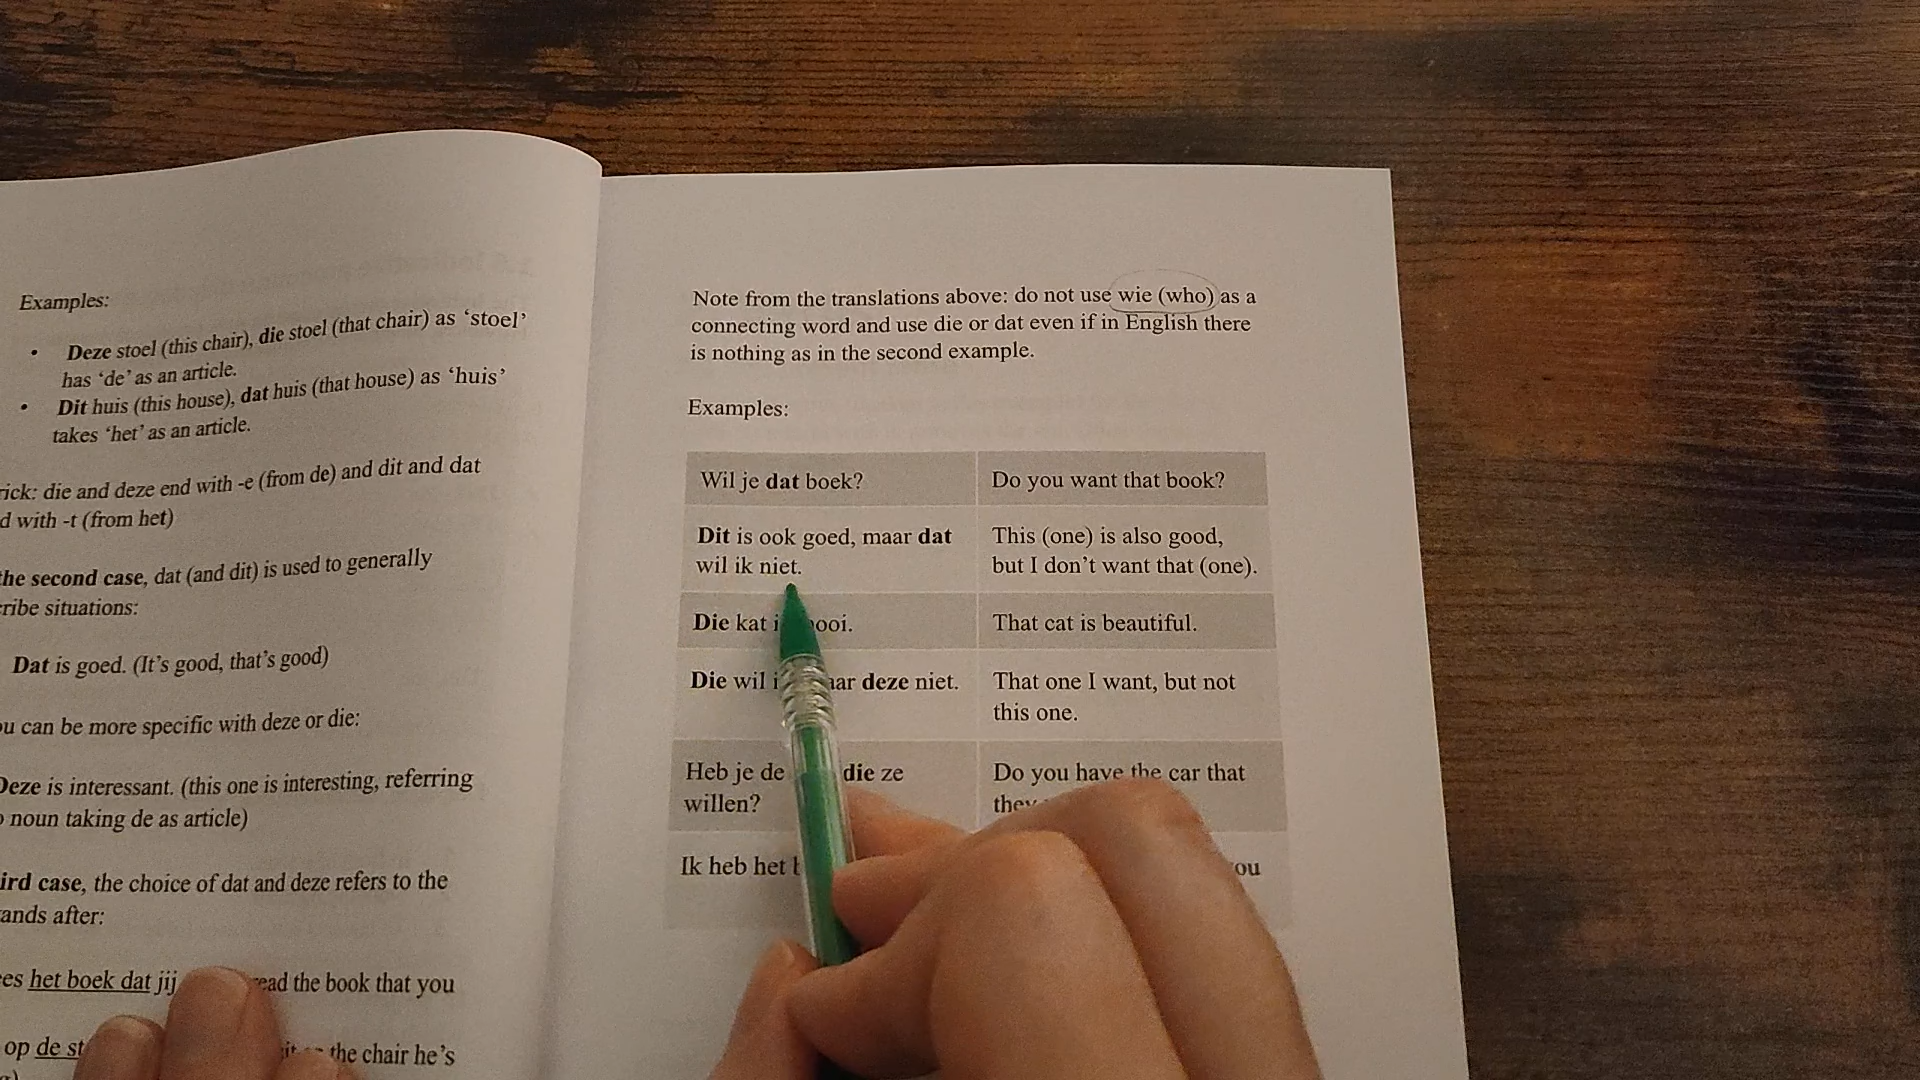 Examples:
• Deze stoel (this chair), die stoel (that chair) as ‘stoel’
has ‘de’ as an article.
• Dit huis (this house), dat huis (that house) as ‘huis’
takes ‘het’ as an article.
die and deze end with -e (from de) and dit and dat
with -t (from het)
the second case, dat (and dit) is used to generally
situations:
Dat is goed. (It’s good, that’s good)
can be more specific with deze or die:
Deze is interessant. (this one is interesting, referring
noun taking de as article)
case, the choice of dat and deze refers to the
after:
het boek dat jij the book that you
op de the chair he’s
Note from the translations above: do not use wie (who) as a
connecting word and use die or dat even if in English there
is nothing as in the second example.
Examples:
Wil je dat boek? Do you want that book?
Dit is ook goed, maar dat This (one) is also good,
wil ik niet. but I don’t want that (one).
Die kat That cat is beautiful.
Die wil deze niet. That one I want, but not
this one.
Heb je de die ze Do you have the car that
willen? they
Ik heb het